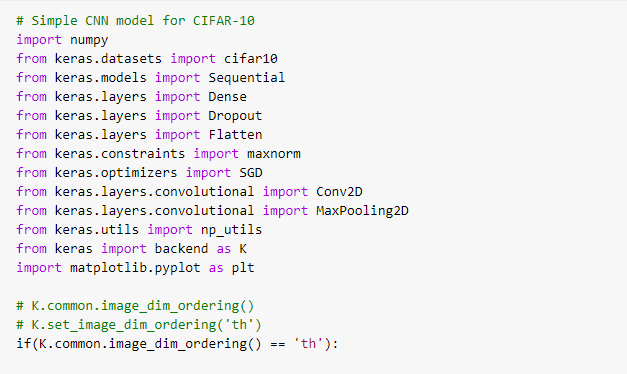 # Simple CNN model for CIFAR-10
import numpy
from keras.datasets import cifar10
from keras.models import Sequential
from keras.layers import Dense
from keras.layers import Dropout
from keras.layers import Flatten
from keras.constraints import maxnorm
from keras.optimizers import SGD
from keras.layers.convolutional import Conv2D
from keras.layers.convolutional import MaxPooling2D
from keras.utils import np_utils
from keras import backend as K
import matplotlib.pyplot as plt
# K.common.image_dim_ordering()
# K.set_image_dim_ordering('th')
if(K.common.image_dim_ordering() == 'th'):